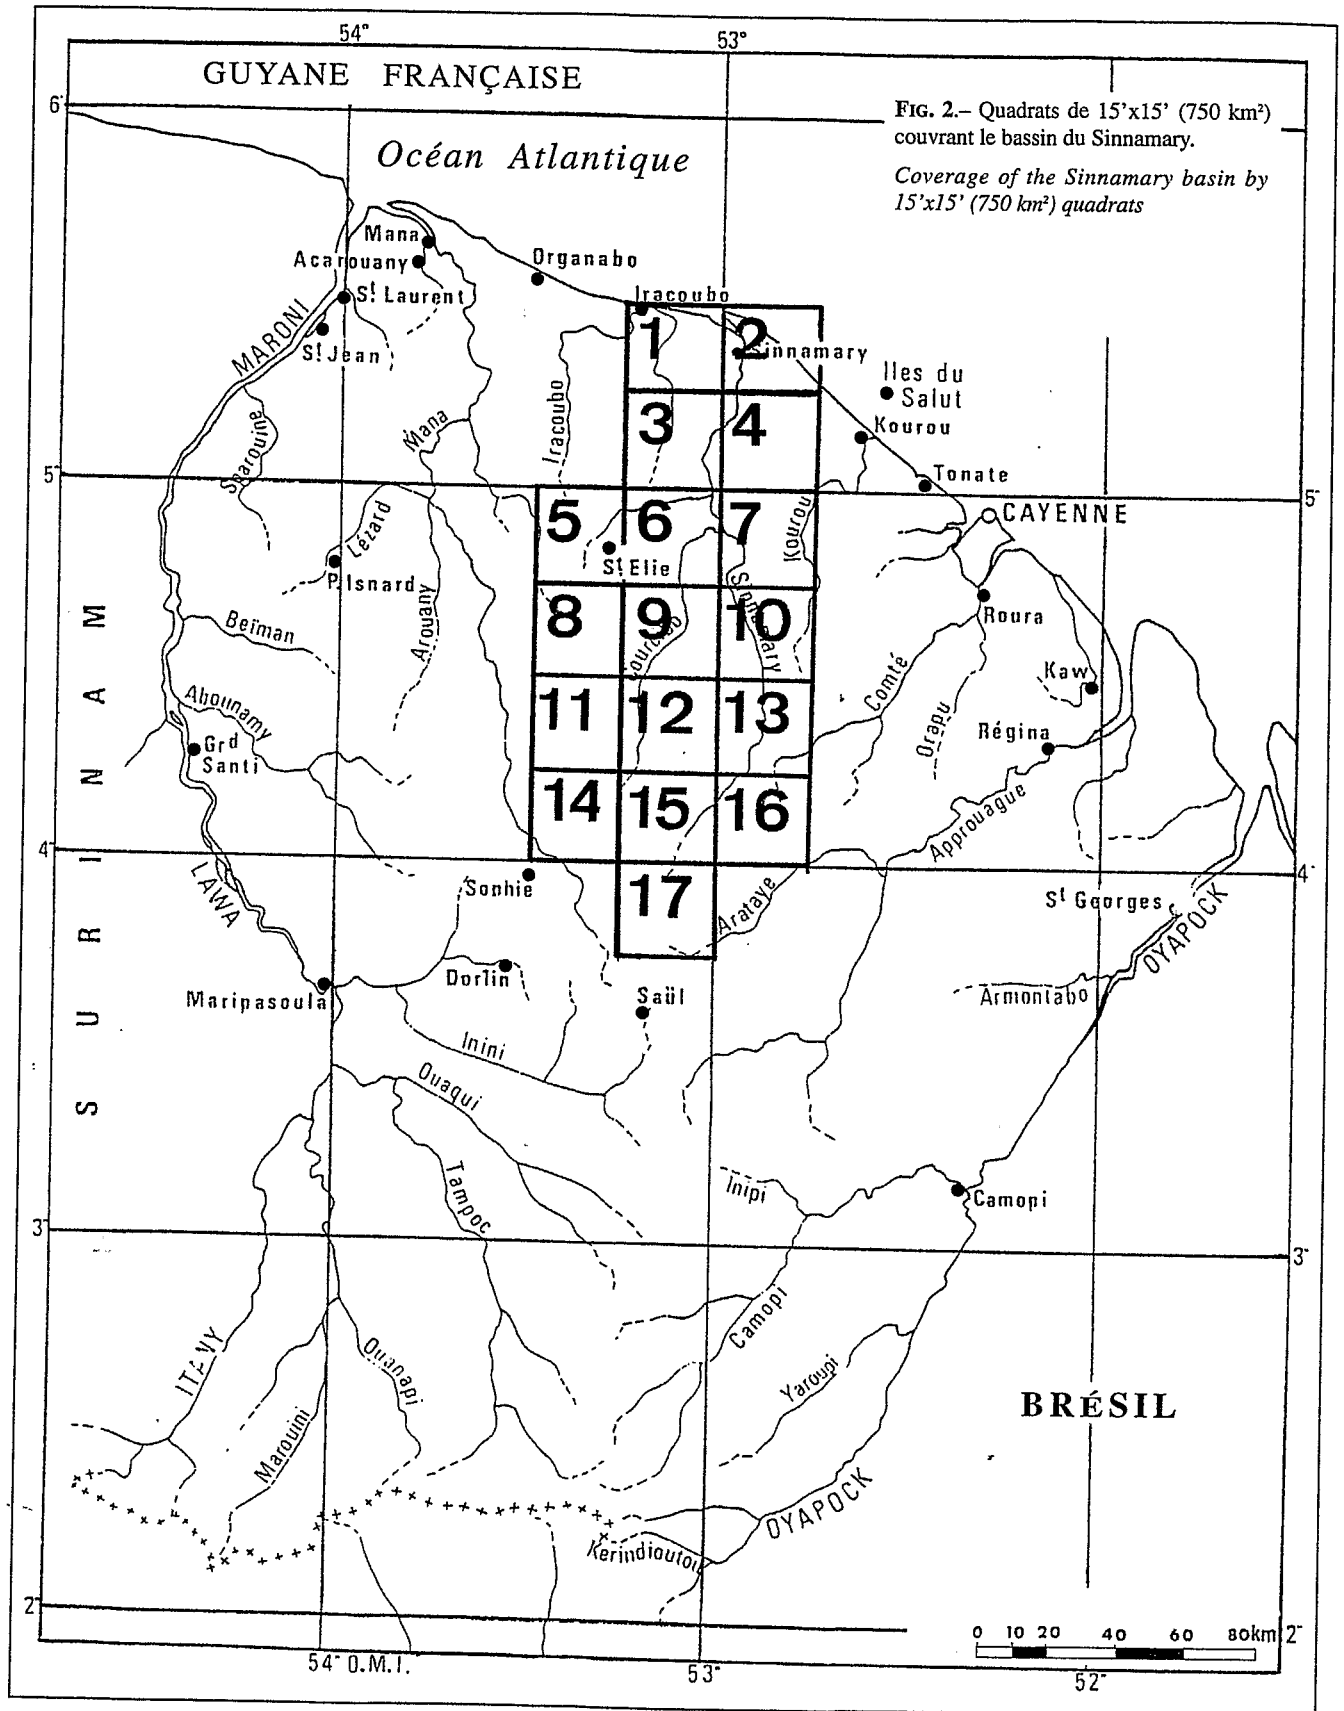 54°
53°
GUYANE FRANÇAISE
6°
FIG. 2.– Quadrats de 15'x15' (750 km²)
couvrant le bassin du Sinnamary.
Coverage of the Sinnamary basin by
15'x15' (750 km²) quadrats
Océan Atlantique
Mana
Acarouany
Organabo
St Laurent
Iracoubo
MARONI
St Jean
1
2
Sinnamary
Iles du
Salut
Iracoubo
Sparouine
Mana
3
4
Kourou
5°
Tonate
5°
Lézard
5
6
7
Kourou
CAYENNE
St Elie
P. Isnard
Arouany
Sinnamary
Roura
Beïman
8
9
10
Comté
Kaw
Abounamy
11
12
13
Orapu
Régina
Grd
Santi
14
15
16
Approuague
4°
4°
LAWA
Sophie
17
Arataye
St Georges
OYAPOCK
SURINAM
Dorlin
Maripasoula
Saül
Armontabo
Inini
Ouaqui
Tampoc
Inipi
Camopi
3°
3°
Camopi
ITANY
Ouanapi
Yaroupi
Marouini
BRÉSIL
OYAPOCK
Kerindioutou
2°
0 10 20 40 60 80km
2°
54° O.M.I.
53°
52°